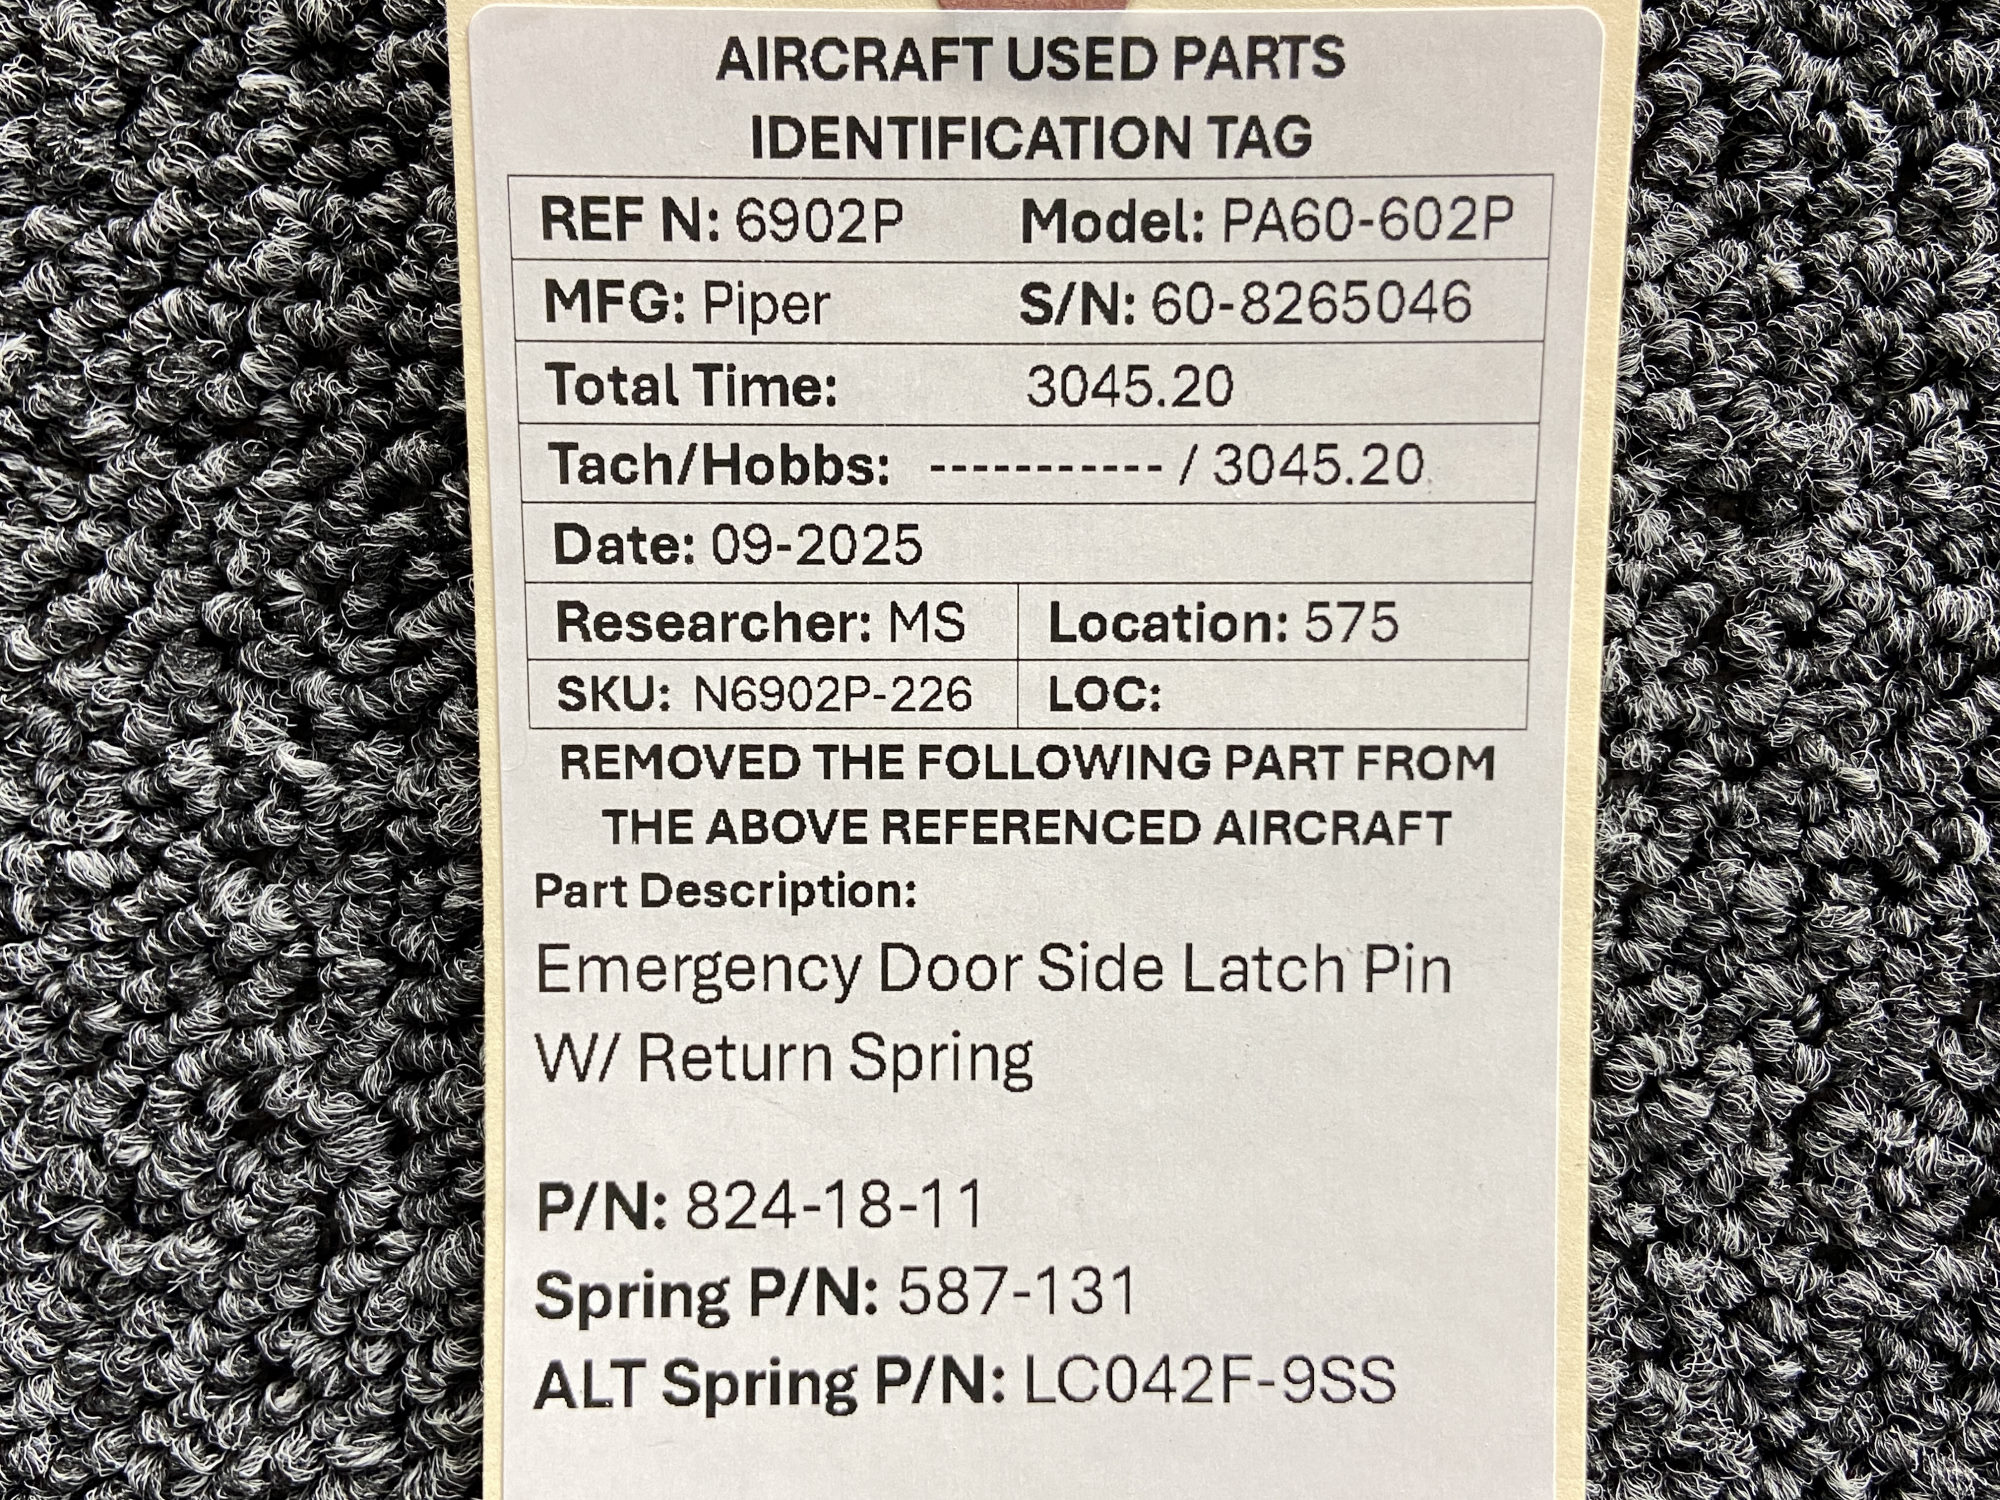 AIRCRAFT USED PARTS
IDENTIFICATION TAG
REF N: 6902P Model: PA60-602P
MFG: Piper S/N: 60-8265046
Total Time: 3045.20
Tach/Hobbs: ----------- / 3045.20
Date: 09-2025
Researcher: MS Location: 575
SKU: N6902P-226 LOC:
REMOVED THE FOLLOWING PART FROM
THE ABOVE REFERENCED AIRCRAFT
Part Description:
Emergency Door Side Latch Pin
W/ Return Spring
P/N: 824-18-11
Spring P/N: 587-131
ALT Spring P/N: LC042F-9SS